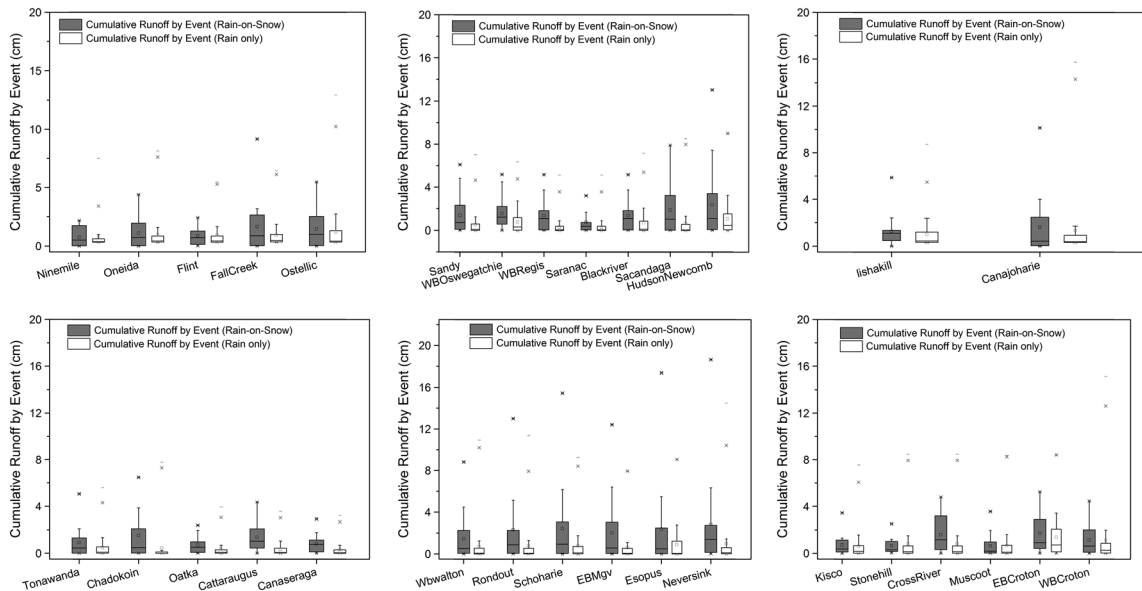 Cumulative Runoff by Event (cm)
20
15
10
5
0
Cumulative Runoff by Event (Rain-on-Snow)
Cumulative Runoff by Event (Rain only)
Ninemile
Oneida
Flint
FallCreek
Ostellic
Cumulative Runoff by Event (cm)
20
16
12
8
4
0
Cumulative Runoff by Event (Rain-on-Snow)
Cumulative Runoff by Event (Rain only)
Sandy
WBOswegatchie
WBRegis
Saranac
Blackriver
Sacandaga
HudsonNewcomb
Cumulative Runoff by Event (cm)
20
15
10
5
0
Cumulative Runoff by Event (Rain-on-Snow)
Cumulative Runoff by Event (Rain only)
lishakill
Canajoharie
Cumulative Runoff by Event (cm)
20
16
12
8
4
0
Cumulative Runoff by Event (Rain-on-Snow)
Cumulative Runoff by Event (Rain only)
Tonawanda
Chadokoin
Oatka
Cattaraugus
Canaseraga
Cumulative Runoff by Event (cm)
20
16
12
8
4
0
Cumulative Runoff by Event (Rain-on-Snow)
Cumulative Runoff by Event (Rain only)
Wbwalton
Rondout
Schoharie
EBMgv
Esopus
Neversink
Cumulative Runoff by Event (cm)
20
16
12
8
4
0
Cumulative Runoff by Event (Rain-on-Snow)
Cumulative Runoff by Event (Rain only)
Kisco
Stonehill
CrossRiver
Muscoot
EBCroton
WBCroton